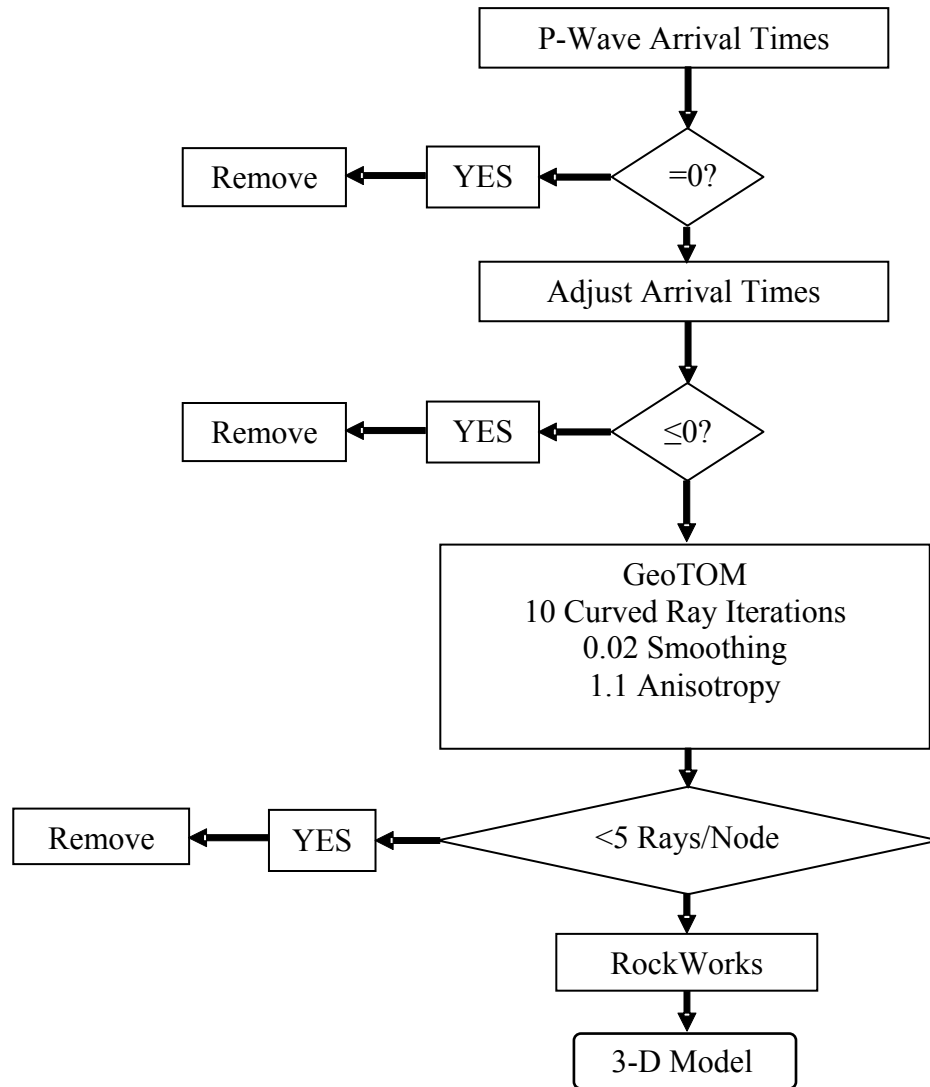 P-Wave Arrival Times
=0?
YES
Remove
Adjust Arrival Times
≤0?
YES
Remove
GeoTOM
10 Curved Ray Iterations
0.02 Smoothing
1.1 Anisotropy
<5 Rays/Node
YES
Remove
RockWorks
3-D Model